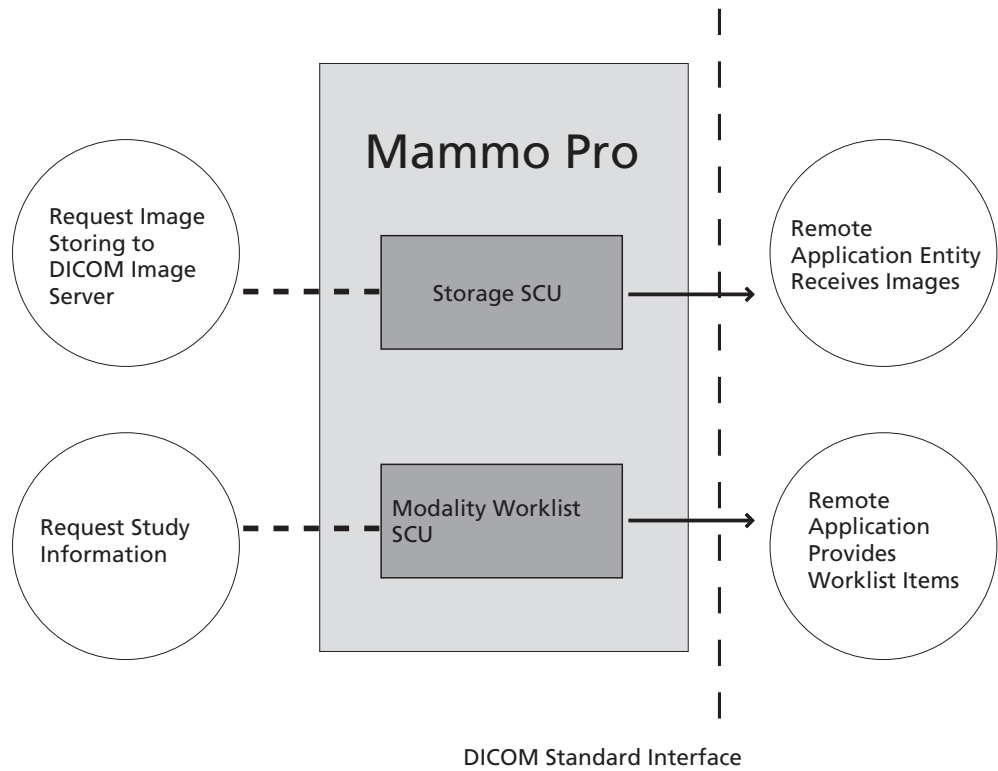 Mammo Pro
Request Image
Storing to
DICOM Image
Server
Storage SCU
Remote
Application Entity
Receives Images
Request Study
Information
Modality Worklist
SCU
Remote
Application
Provides
Worklist Items
DICOM Standard Interface